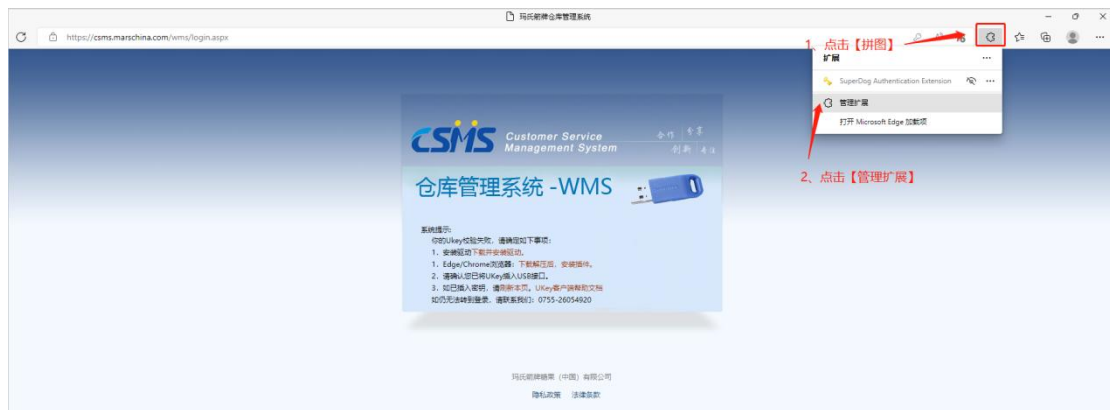 玛氏箭牌仓库管理系统
https://csms.marschina.com/wms/login.aspx
1、点击【拼图】
扩展
SuperDog Authentication Extension
管理扩展
打开 Microsoft Edge 加载项
2、点击【管理扩展】
CSMS Customer Service Management System
合作 专享
创新 专注
仓库管理系统 -WMS
系统提示:
你的Ukey校验失败，请确定如下事项：
1、安装驱动下载并安装驱动。
1、Edge/Chrome浏览器：下载解压后，安装插件。
2、请确认您已将UKey插入USB接口。
3、如已插入密钥，请刷新本页。UKey客户端帮助文档
如仍无法转到登录，请联系我们：0755-26054920
玛氏箭牌糖果（中国）有限公司
隐私政策 法律条款